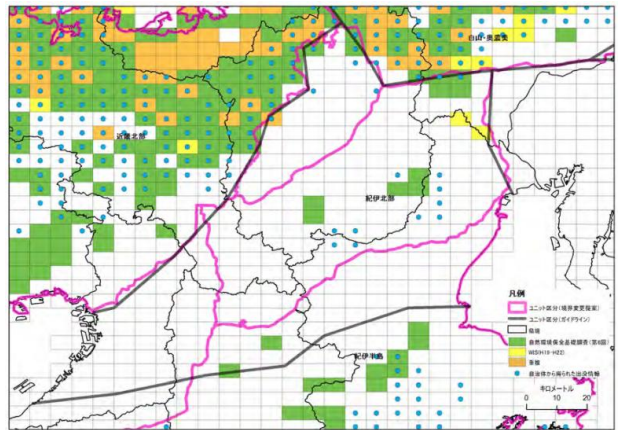 白山・奥美濃
近畿北部
紀伊北部
紀伊半島
凡例
ユニット区分(境界変更提案)
ユニット区分(ガイドライン)
県境
自然環境保全基礎調査(第6回)
WIS(H18-H22)
自治体から得られた出没情報
キロメートル
0 10 20